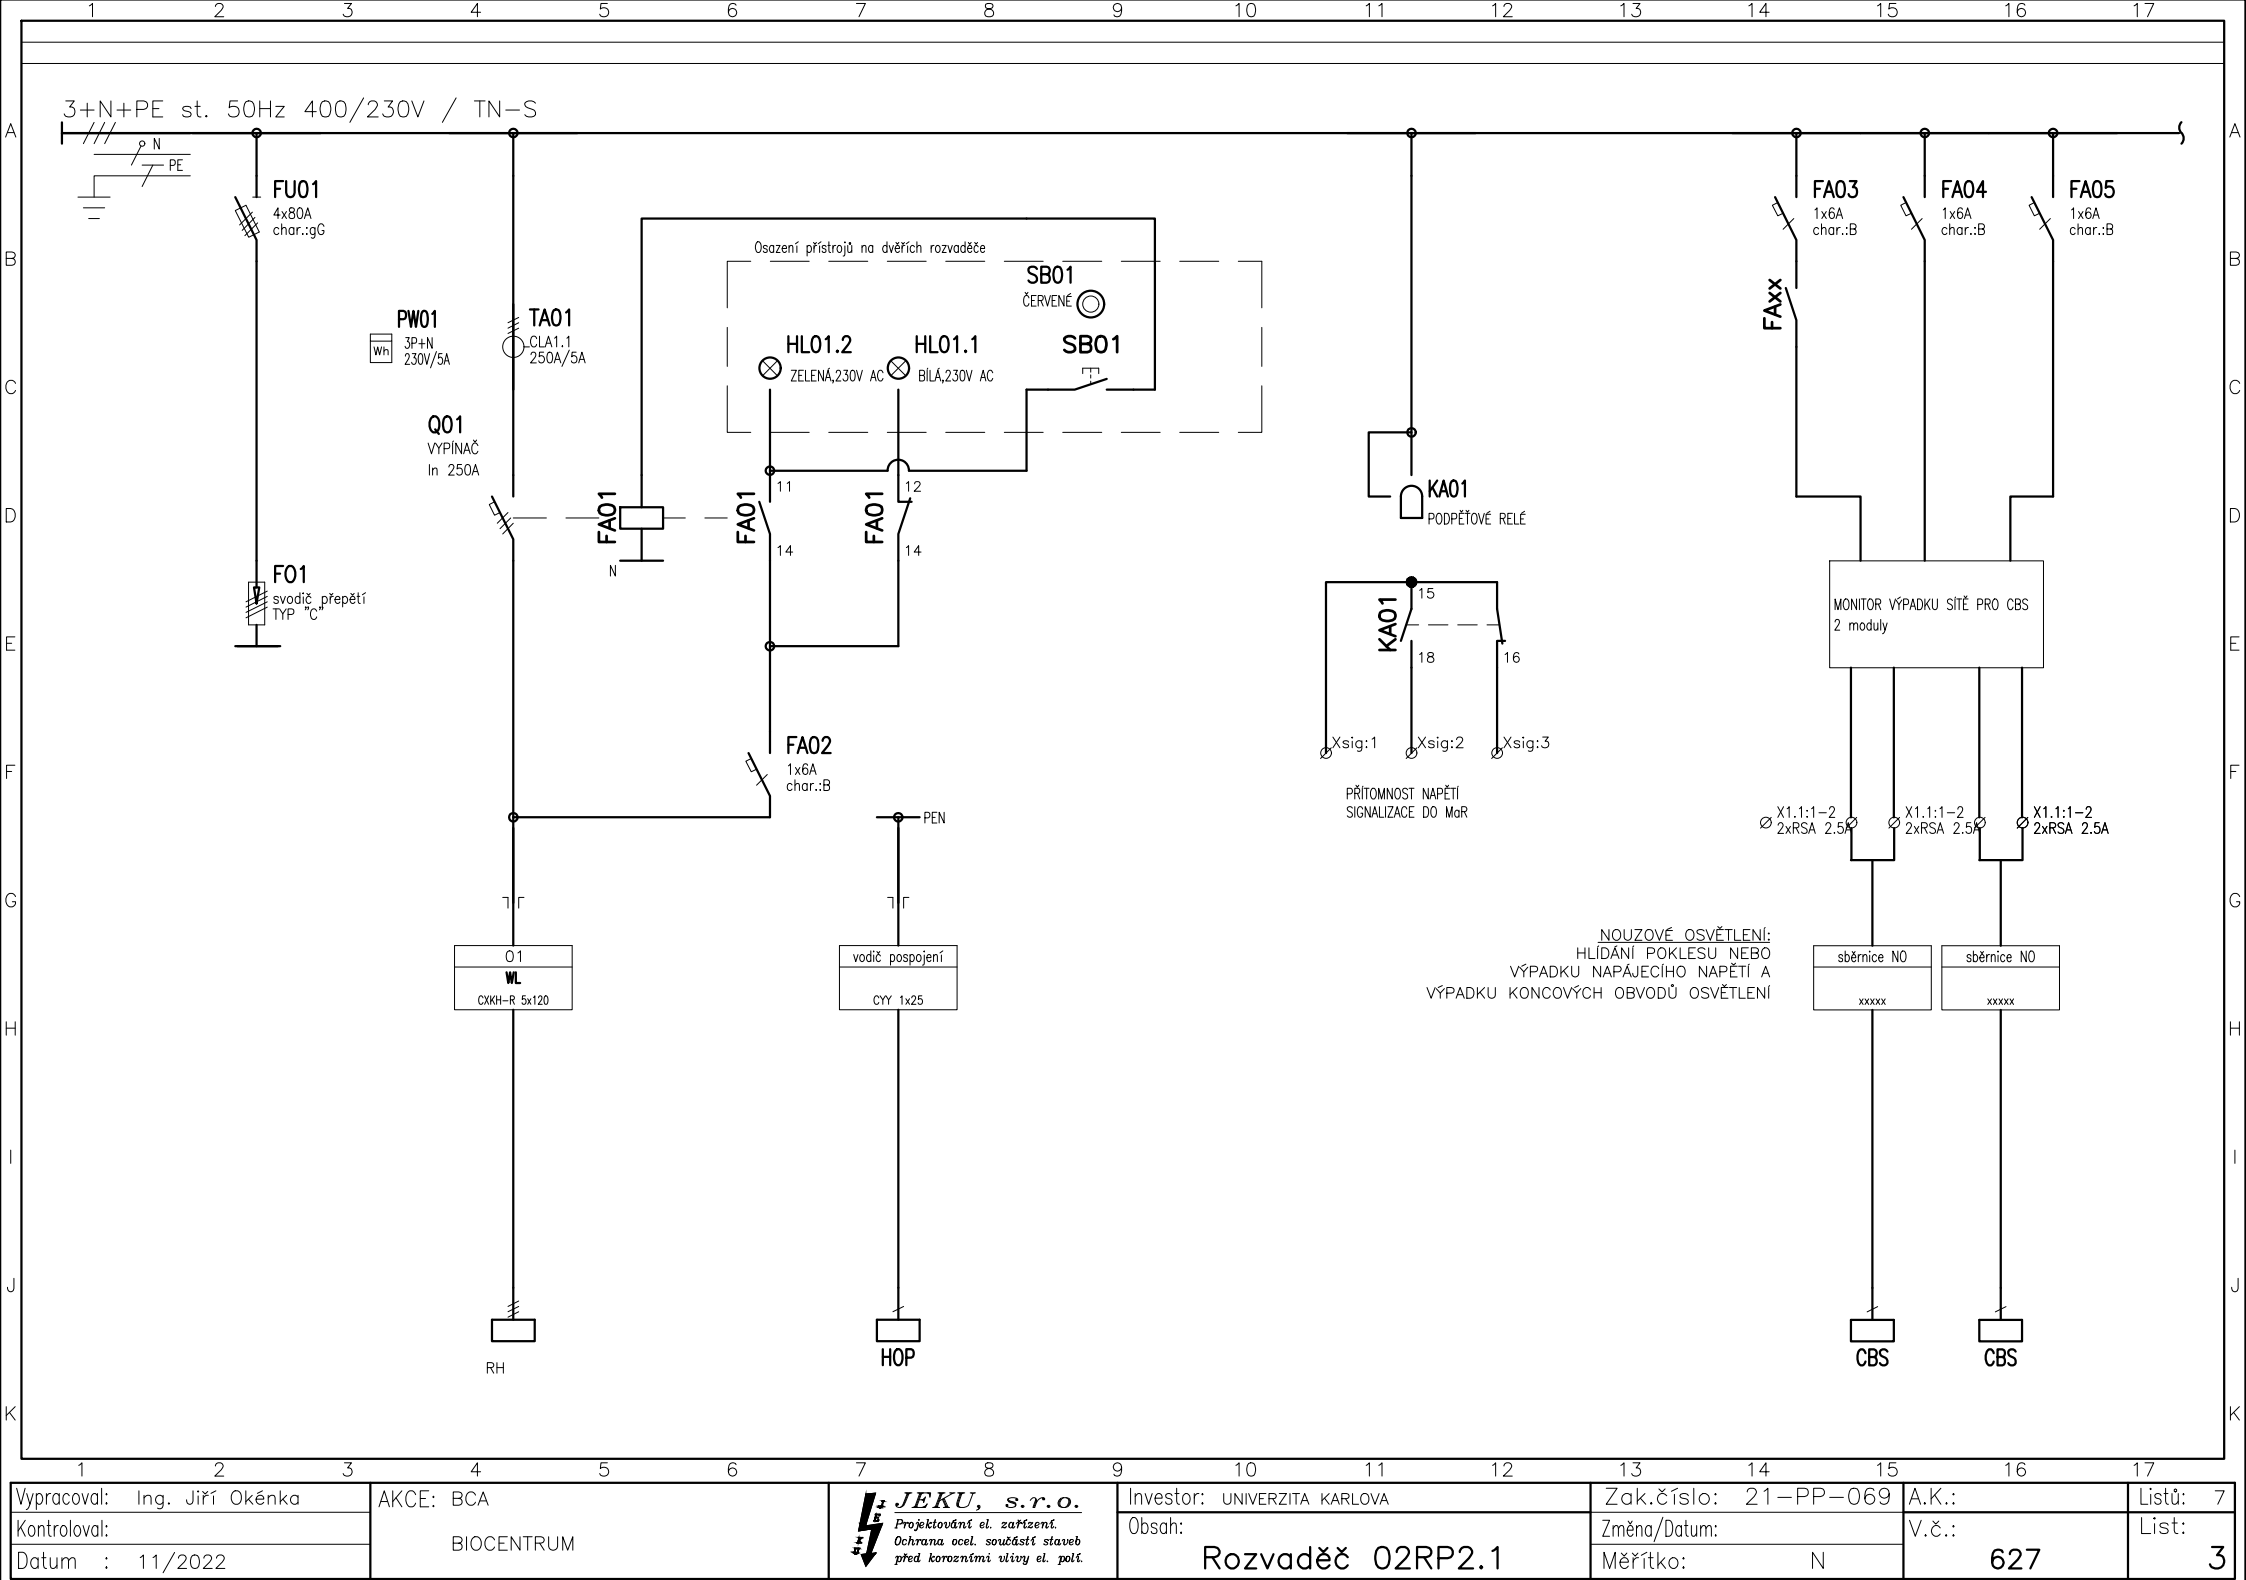 1 2 3 4 5 6 7 8 9 10 11 12 13 14 15 16 17
3+N+PE st. 50Hz 400/230V / TN-S
A A
N
PE
FU01
4x80A
char.:gG
FA03
1x6A
char.:B
FA04
1x6A
char.:B
FA05
1x6A
char.:B
B B
Osazení přístrojů na dvěřích rozvaděče
SB01
ČERVENÉ
FAxx
PW01
Wh
3P+N
230V/5A
TA01
CLA1.1
250A/5A
HL01.2
ZELENÁ,230V AC
HL01.1
BÍLÁ,230V AC
SB01
C C
Q01
VYPÍNAČ
In 250A
FA01
N
FA01
11
14
FA01
12
14
KA01
PODPĚŤOVÉ RELÉ
D D
F01
svodič přepětí
TYP "C"
KA01
15
18
16
MONITOR VÝPADKU SÍTĚ PRO CBS
2 moduly
E E
FA02
1x6A
char.:B
Xsig:1
Xsig:2
Xsig:3
PŘÍTOMNOST NAPĚTÍ
SIGNALIZACE DO MaR
F F
PEN
X1.1:1-2
2xRSA 2.5A
X1.1:1-2
2xRSA 2.5A
X1.1:1-2
2xRSA 2.5A
G G
NOUZOVÉ OSVĚTLENÍ:
HLÍDÁNÍ POKLESU NEBO
VÝPADKU NAPÁJECÍHO NAPĚTÍ A
VÝPADKU KONCOVÝCH OBVODŮ OSVĚTLENÍ
01
WL
CXKH-R 5x120
vodič pospojení
CYY 1x25
sběrnice NO
xxxxx
sběrnice NO
xxxxx
H H
I I
J J
RH
HOP
CBS
CBS
K K
1 2 3 4 5 6 7 8 9 10 11 12 13 14 15 16 17
Vypracoval: Ing. Jiří Okénka
Kontroloval:
Datum : 11/2022
AKCE: BCA
BIOCENTRUM
JEKU, s.r.o.
Projektování el. zařízení.
Ochrana ocel. součástí staveb
před korozními vlivy el. polí.
Investor: UNIVERZITA KARLOVA
Obsah:
Rozvaděč 02RP2.1
Zak.číslo: 21-PP-069
Změna/Datum:
Měřítko: N
A.K.:
V.č.:
627
Listů: 7
List:
3